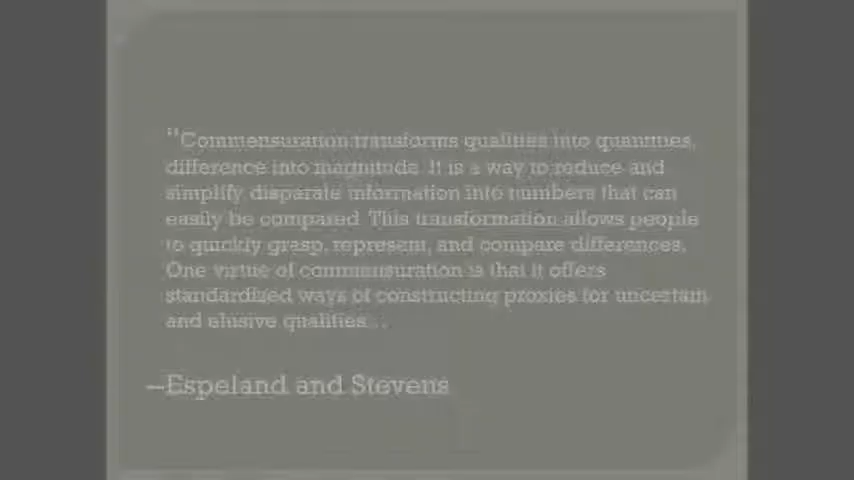 “Commensuration transforms qualities into quantities,
difference into magnitude. It is a way to reduce and
simplify disparate information into numbers that can
easily be compared. This transformation allows people
to quickly grasp, represent, and compare differences.
One virtue of commensuration is that it offers
standardized ways of constructing proxies for uncertain
and elusive qualities…
—Espeland and Stevens